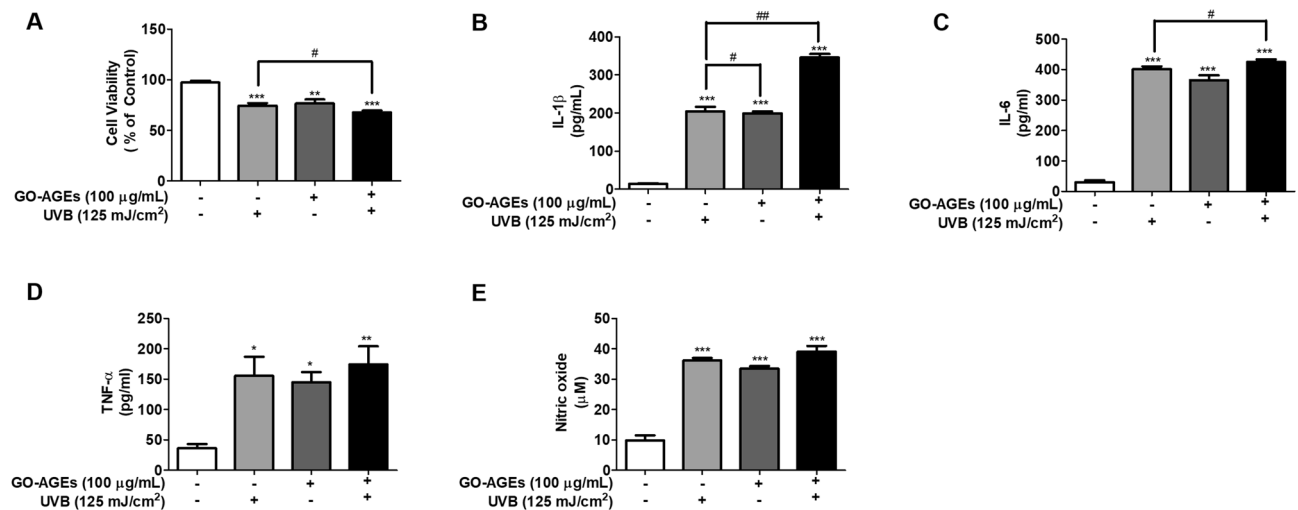 A
Cell Viability
( % of Control)
150
100
50
0
#
*** ** ***
GO-AGEs (100 μg/mL) - - + +
UVB (125 mJ/cm²) - + - +
B
IL-1β
(pg/mL)
400
300
200
100
0
##
#
*** *** ***
GO-AGEs (100 μg/mL) - - + +
UVB (125 mJ/cm²) - + - +
C
IL-6
(pg/ml)
500
400
300
200
100
0
#
*** *** ***
GO-AGEs (100 μg/mL) - - + +
UVB (125 mJ/cm²) - + - +
D
TNF-α
(pg/ml)
250
200
150
100
50
0
* * **
GO-AGEs (100 μg/mL) - - + +
UVB (125 mJ/cm²) - + - +
E
Nitric oxide
(μM)
50
40
30
20
10
0
*** *** ***
GO-AGEs (100 μg/mL) - - + +
UVB (125 mJ/cm²) - + - +